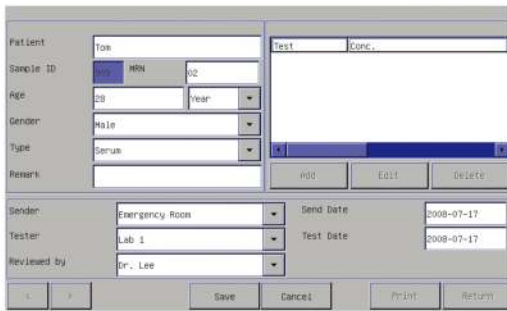 Patient Tom
Sample ID MRN 02
Age 28 Year
Gender Male
Type Serum
Remark
Test Conc.
Add Edit Delete
Sender Emergency Room
Tester Lab 1
Reviewed by Dr. Lee
Send Date 2008-07-17
Test Date 2008-07-17
< > Save Cancel Print Return